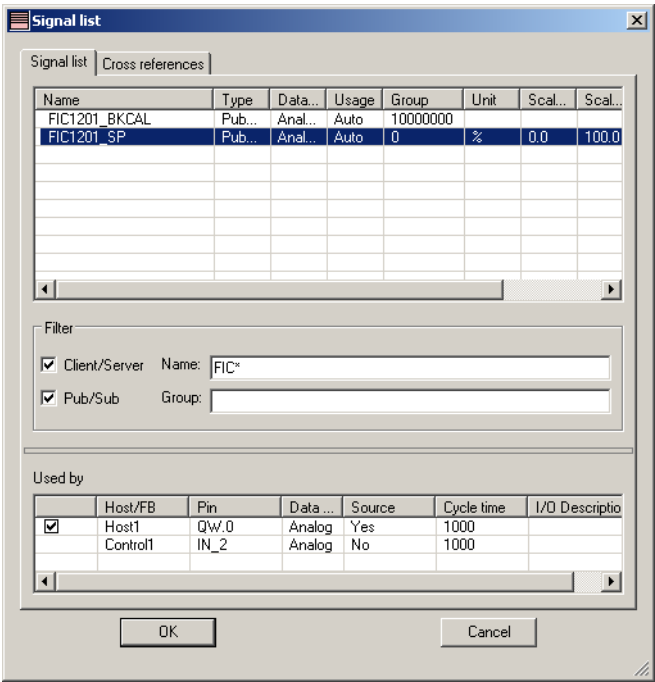 Signal list
Signal list Cross references
Name Type Data... Usage Group Unit Scal... Scal...
FIC1201_BKCAL Pub... Anal... Auto 10000000
FIC1201_SP Pub... Anal... Auto 0 % 0.0 100.0
Filter
Client/Server Name: FIC*
Pub/Sub Group:
Used by
Host/FB Pin Data ... Source Cycle time I/O Descriptio
Host1 QW.0 Analog Yes 1000
Control1 IN_2 Analog No 1000
OK Cancel